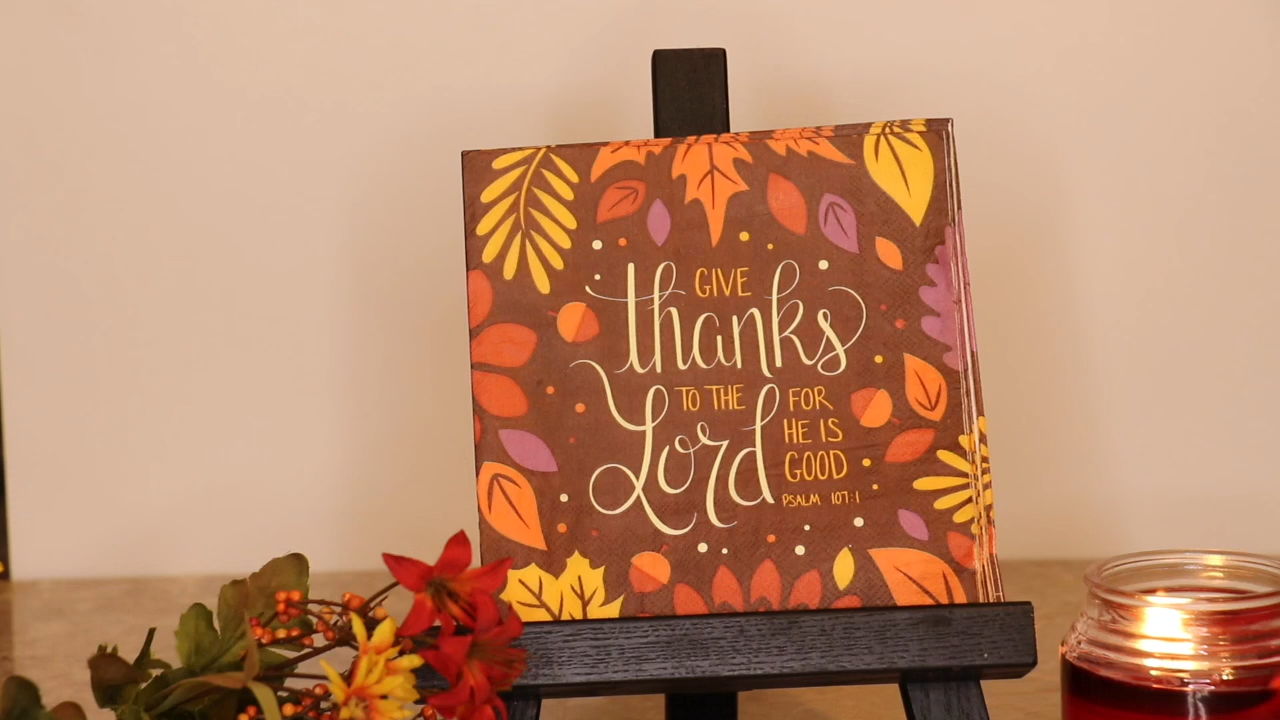 GIVE
thanks
TO THE
Lord
FOR
HE IS
GOOD
PSALM 107:1